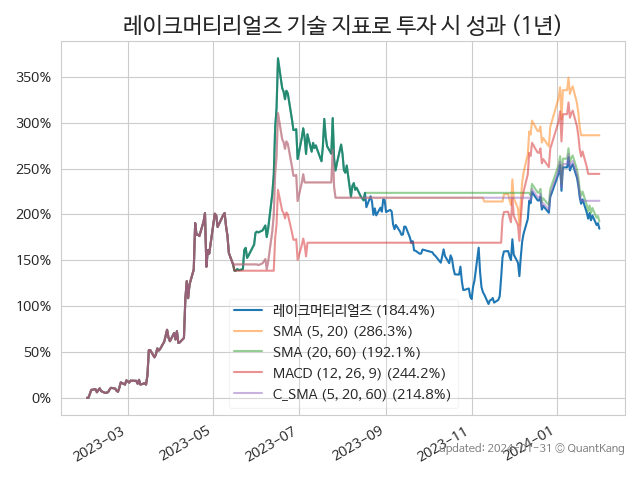 레이크머티리얼즈 기술 지표로 투자 시 성과 (1년)
350%
300%
250%
200%
150%
100%
50%
0%
레이크머티리얼즈 (184.4%)
SMA (5, 20) (286.3%)
SMA (20, 60) (192.1%)
MACD (12, 26, 9) (244.2%)
C_SMA (5, 20, 60) (214.8%)
2023-03
2023-05
2023-07
2023-09
2023-11
2024-01
updated: 2024-01-31 © QuantKang